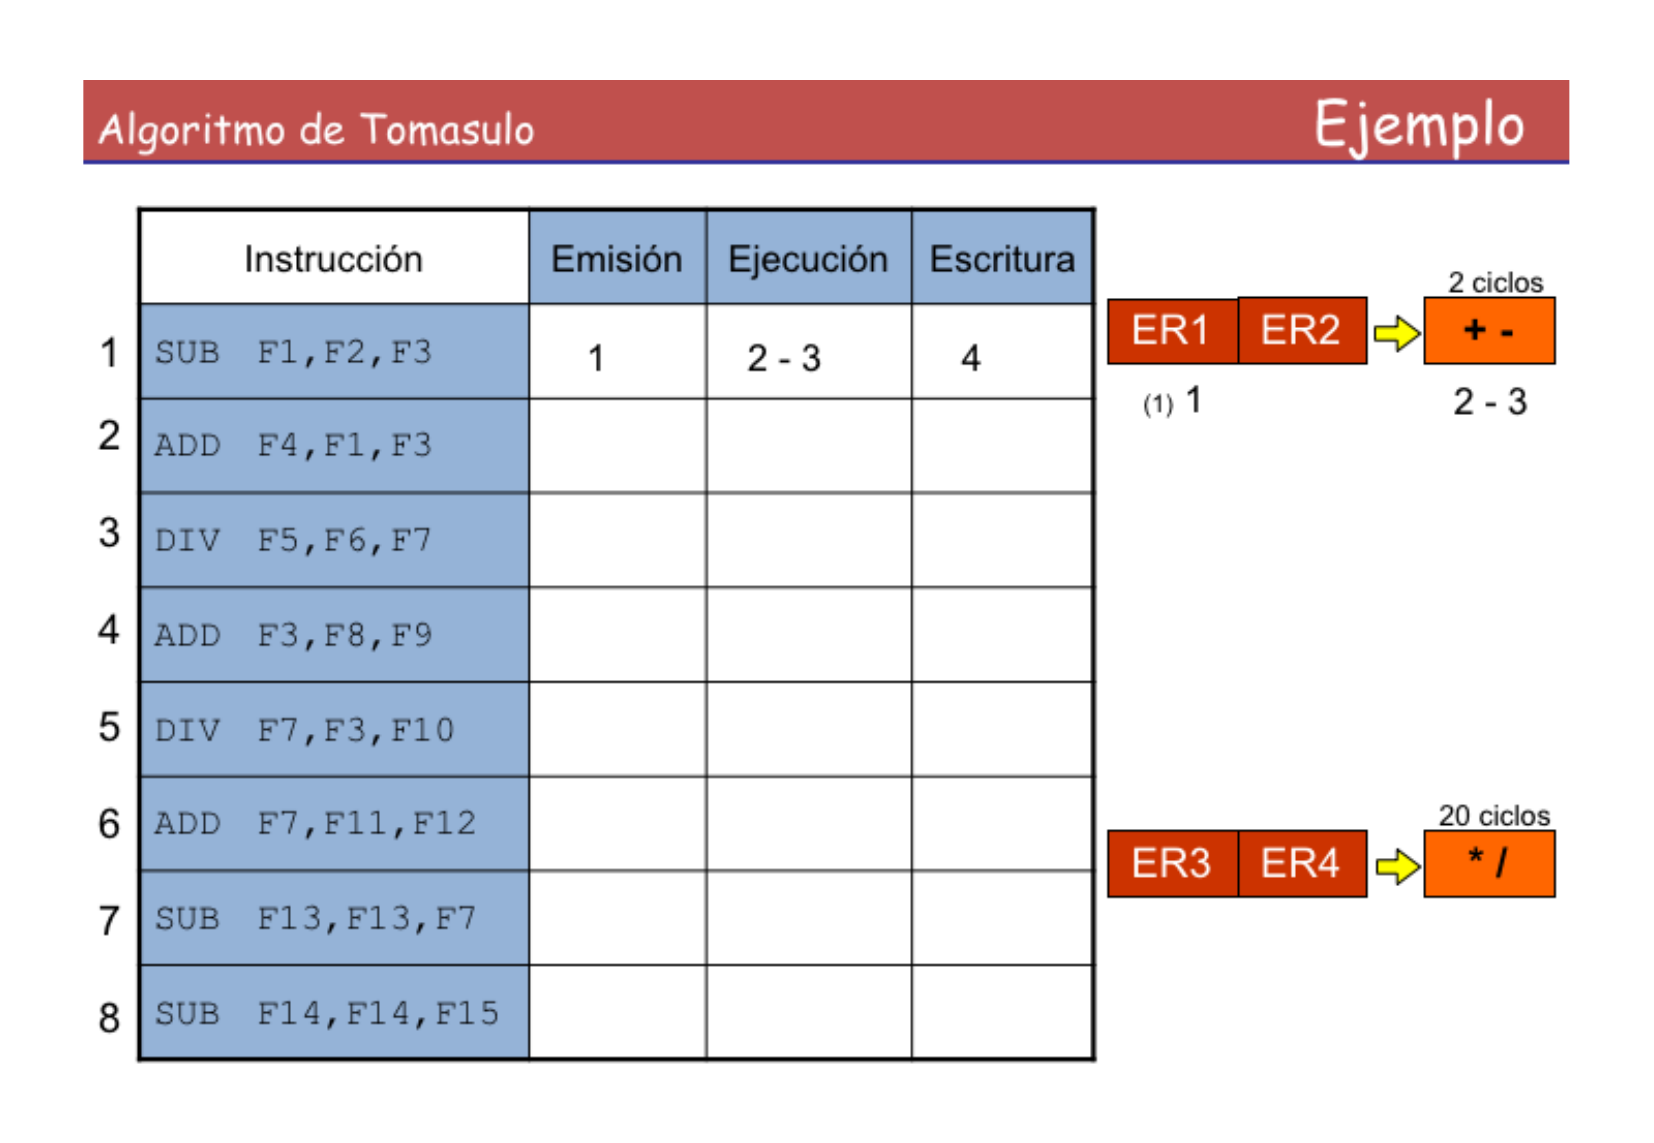 Algoritmo de Tomasulo Ejemplo
Instrucción Emisión Ejecución Escritura
2 ciclos
1 SUB F1,F2,F3 1 2 - 3 4
ER1 ER2 + -
(1) 1 2 - 3
2 ADD F4,F1,F3
3 DIV F5,F6,F7
4 ADD F3,F8,F9
5 DIV F7,F3,F10
6 ADD F7,F11,F12
20 ciclos
ER3 ER4 * /
7 SUB F13,F13,F7
8 SUB F14,F14,F15